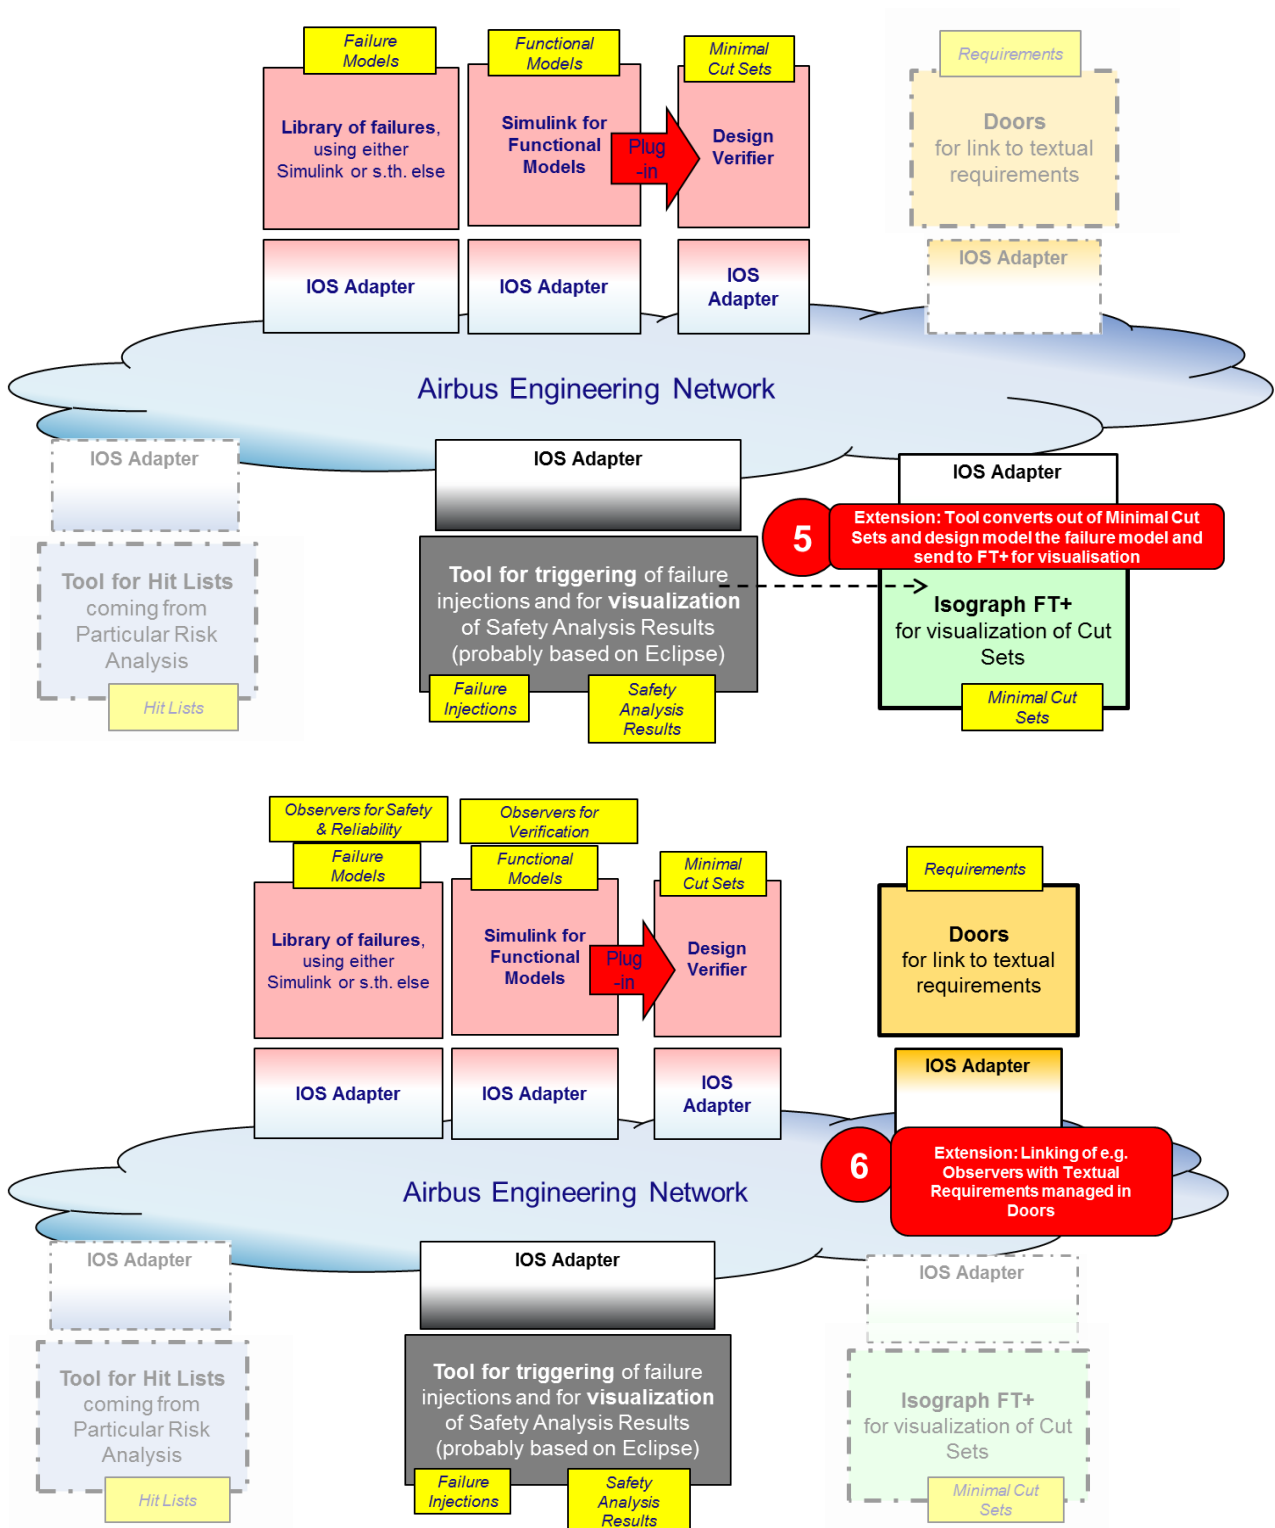 Failure
Models
Functional
Models
Minimal
Cut Sets
Requirements
Library of failures,
using either
Simulink or s.th. else
Simulink for
Functional
Models
Plug
-in
Design
Verifier
Doors
for link to textual
requirements
IOS Adapter
IOS Adapter
IOS
Adapter
IOS Adapter
Airbus Engineering Network
IOS Adapter
IOS Adapter
IOS Adapter
5
Extension: Tool converts out of Minimal Cut
Sets and design model the failure model and
send to FT+ for visualisation
Tool for Hit Lists
coming from
Particular Risk
Analysis
Hit Lists
Tool for triggering of failure
injections and for visualization
of Safety Analysis Results
(probably based on Eclipse)
Failure
Injections
Safety
Analysis
Results
Isograph FT+
for visualization of Cut
Sets
Minimal Cut
Sets
Observers for Safety
& Reliability
Observers for
Verification
Failure
Models
Functional
Models
Minimal
Cut Sets
Requirements
Library of failures,
using either
Simulink or s.th. else
Simulink for
Functional
Models
Plug
-in
Design
Verifier
Doors
for link to textual
requirements
IOS Adapter
IOS Adapter
IOS
Adapter
IOS Adapter
6
Extension: Linking of e.g.
Observers with Textual
Requirements managed in
Doors
Airbus Engineering Network
IOS Adapter
IOS Adapter
IOS Adapter
Tool for Hit Lists
coming from
Particular Risk
Analysis
Hit Lists
Tool for triggering of failure
injections and for visualization
of Safety Analysis Results
(probably based on Eclipse)
Failure
Injections
Safety
Analysis
Results
Isograph FT+
for visualization of Cut
Sets
Minimal Cut
Sets